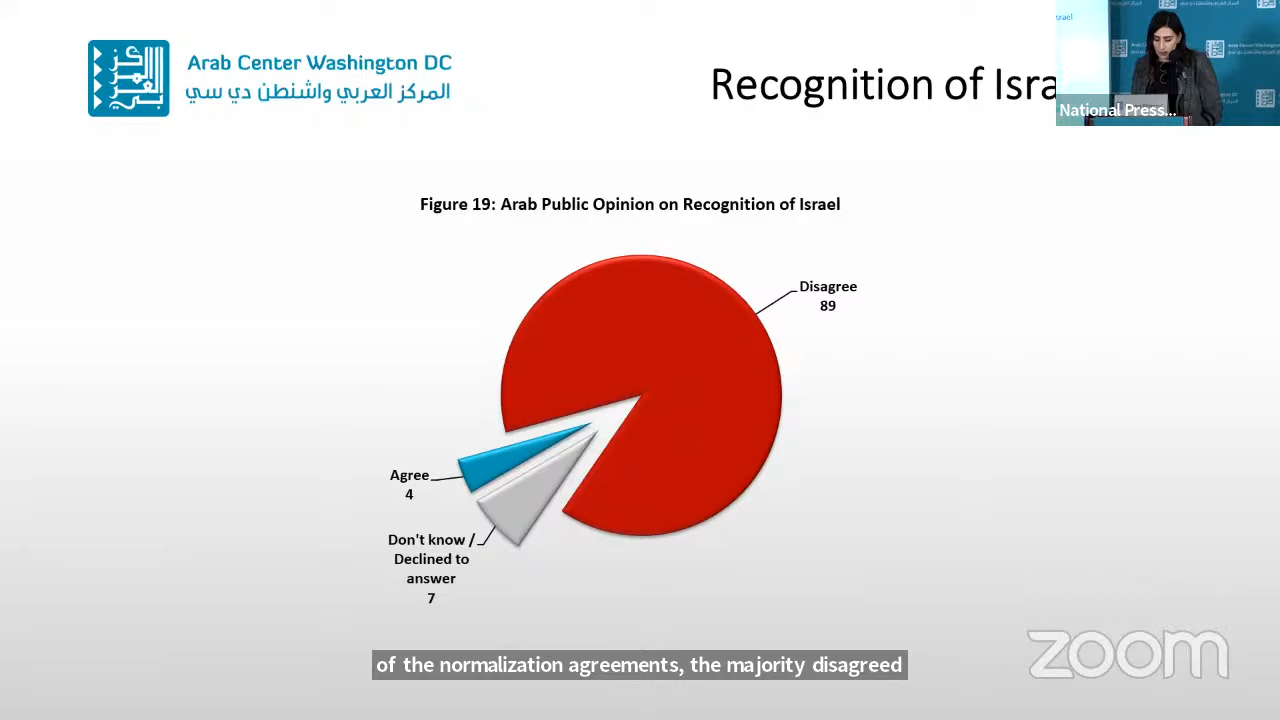 Arab Center Washington DC
المركز العربي واشنطن دي سي
Recognition of Isra
srael
National Press...
Figure 19: Arab Public Opinion on Recognition of Israel
Disagree
89
Agree
4
Don't know /
Declined to
answer
7
of the normalization agreements, the majority disagreed
zoom